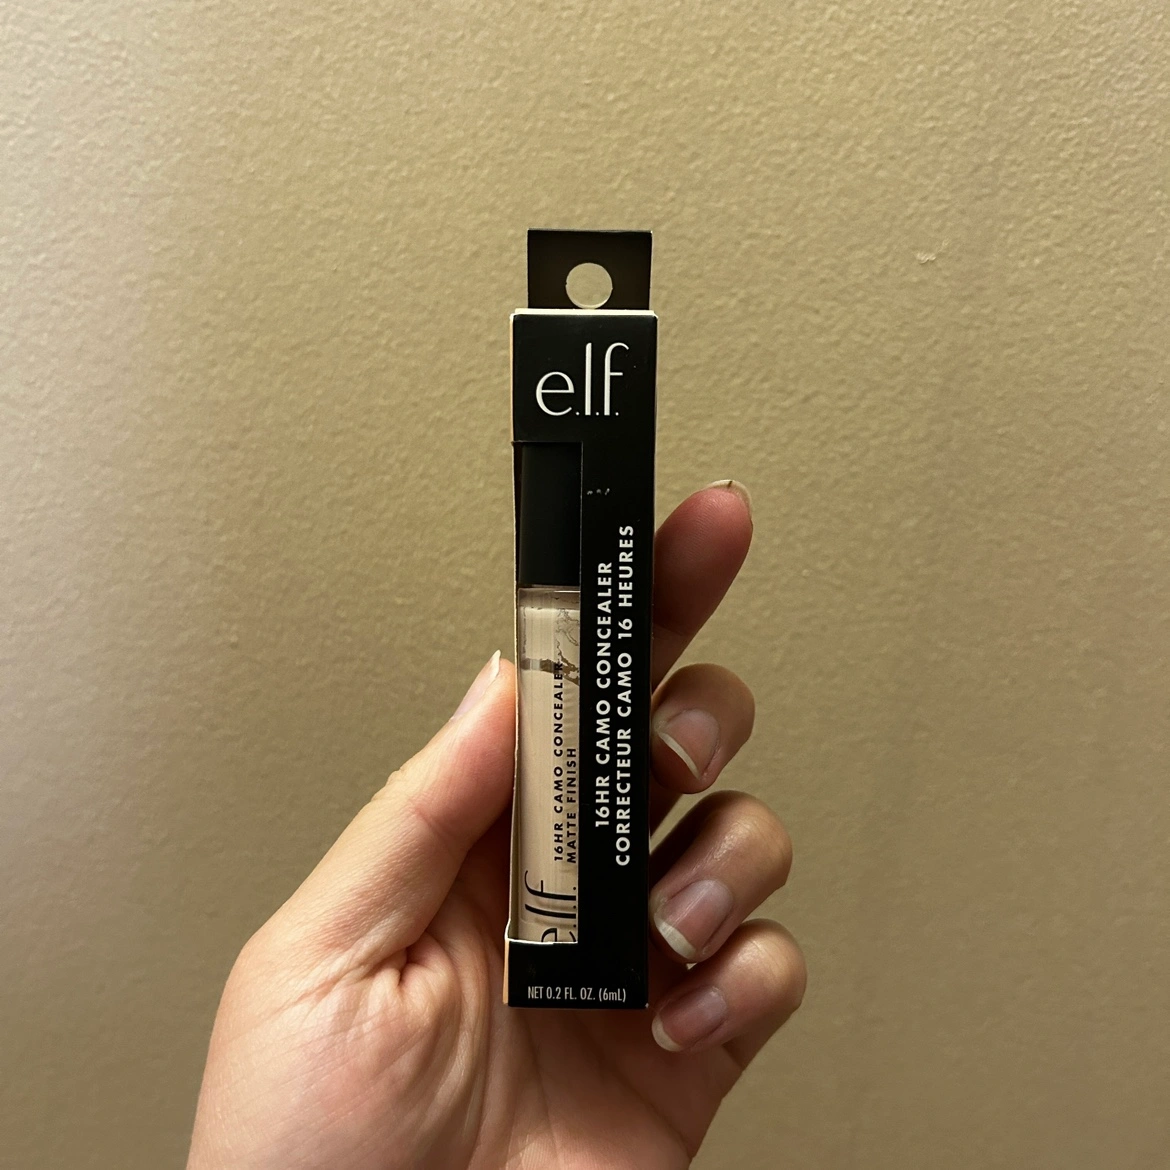 e.l.f.
16HR CAMO CONCEALER
CORRECTEUR CAMO 16 HEURES
16HR CAMO CONCEALER
MATTE FINISH
e.l.f.
NET 0.2 FL. OZ. (6mL)